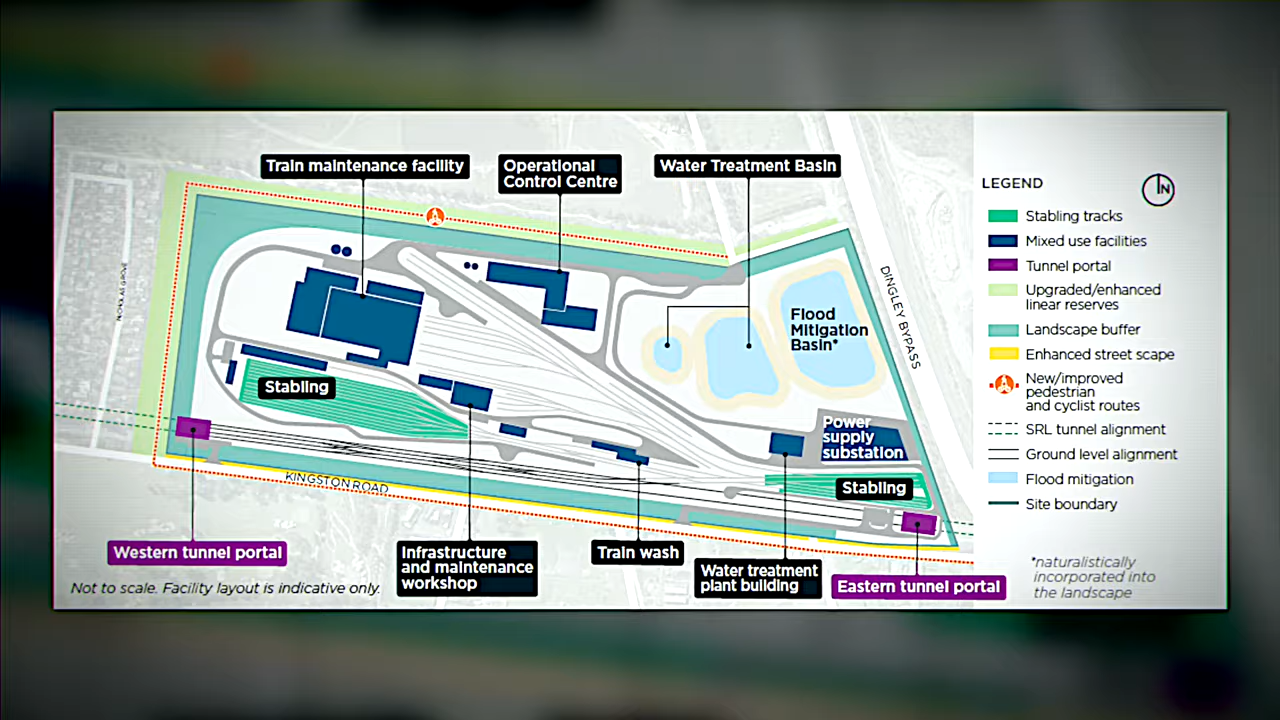 Train maintenance facility
Operational
Control Centre
Water Treatment Basin
LEGEND
N
Stabling tracks
Mixed use facilities
Tunnel portal
Upgraded/enhanced
linear reserves
Landscape buffer
Enhanced street scape
New/improved
pedestrian
and cyclist routes
SRL tunnel alignment
Ground level alignment
Flood mitigation
Site boundary
*naturalistically
incorporated into
the landscape
NICHOLAS GROVE
DINGLEY BYPASS
Flood
Mitigation
Basin*
Stabling
Power
supply
substation
Stabling
KINGSTON ROAD
Western tunnel portal
Infrastructure
and maintenance
workshop
Train wash
Water treatment
plant building
Eastern tunnel portal
Not to scale. Facility layout is indicative only.